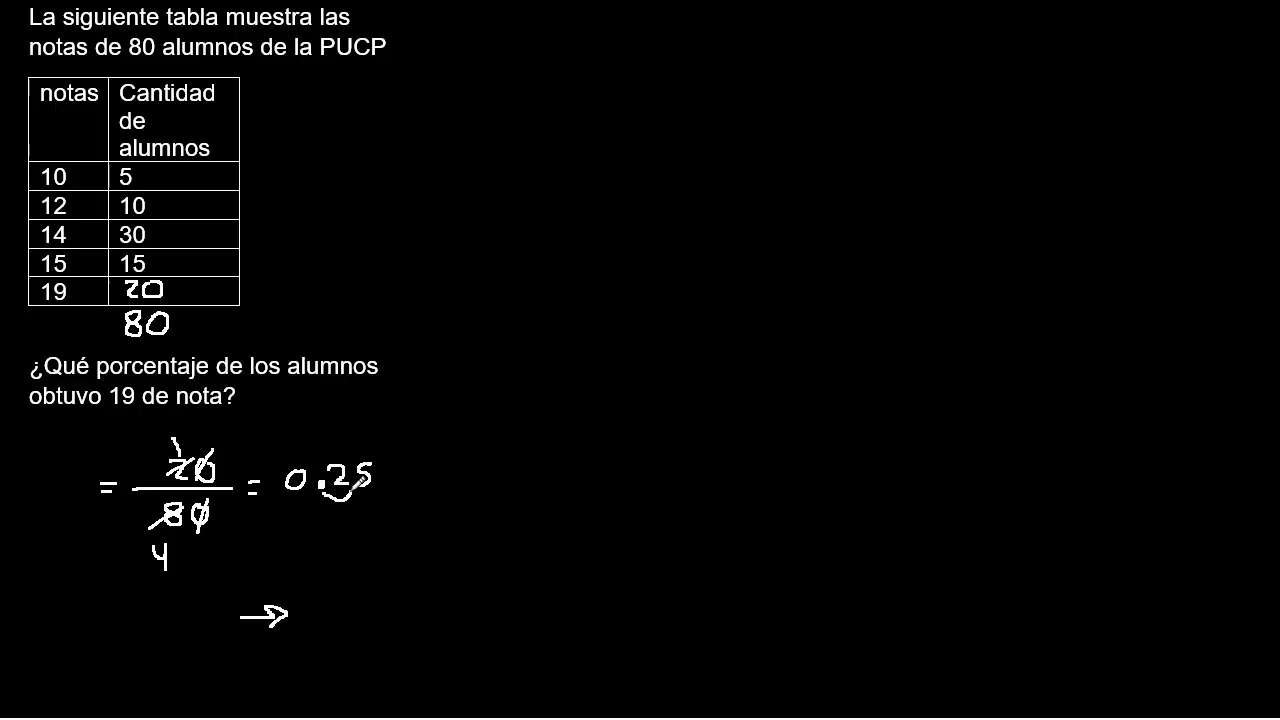 La siguiente tabla muestra las
notas de 80 alumnos de la PUCP
notas Cantidad
de
alumnos
10 5
12 10
14 30
15 15
19 20
80
¿Qué porcentaje de los alumnos
obtuvo 19 de nota?
1
= 20/80 = 0.25
4
→